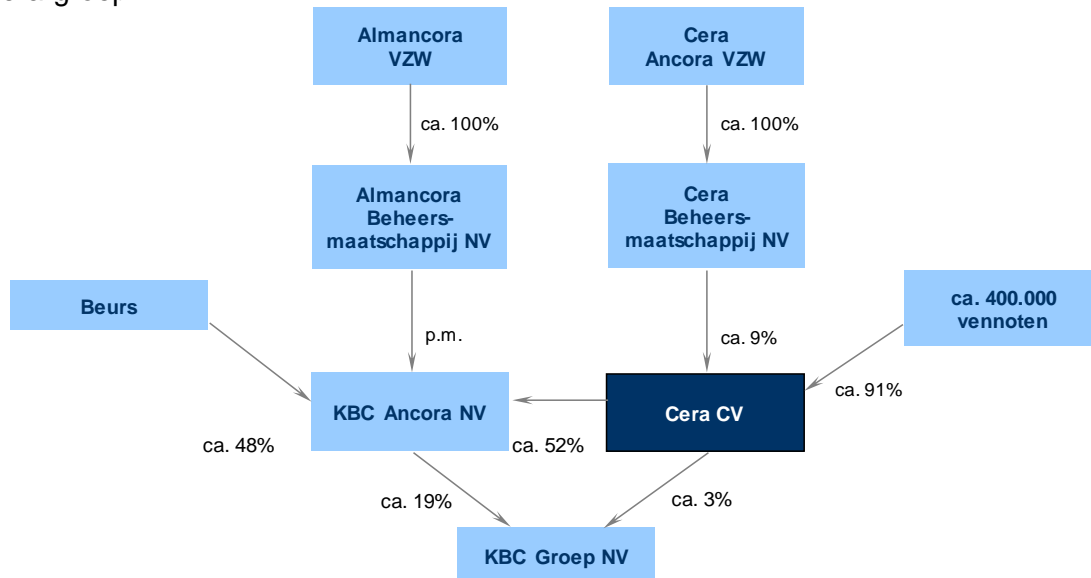 Almancora
VZW
Cera
Ancora VZW
ca. 100%
ca. 100%
Almancora
Beheers-
maatschappij NV
Cera
Beheers-
maatschappij NV
Beurs
ca. 400.000
vennoten
p.m.
ca. 9%
ca. 91%
KBC Ancora NV
Cera CV
ca. 48%
ca. 52%
ca. 19%
ca. 3%
KBC Groep NV